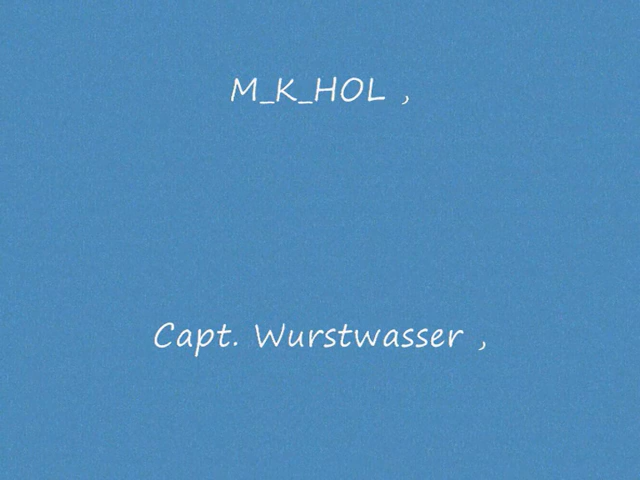 M_K_HOL ,
Capt. Wurstwasser ,